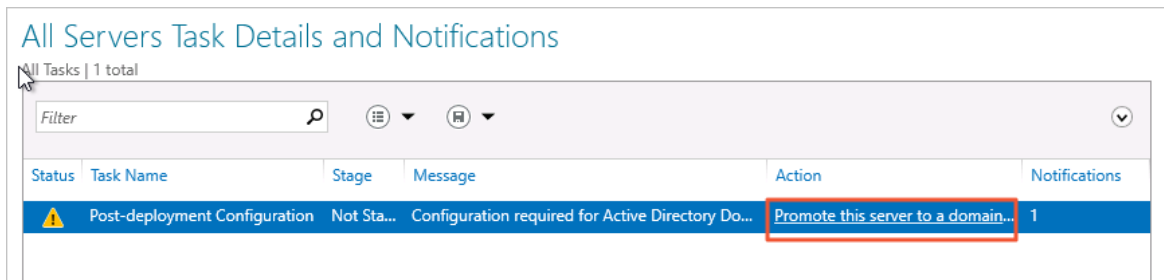 All Servers Task Details and Notifications
All Tasks | 1 total
Filter
Status Task Name Stage Message Action Notifications
Post-deployment Configuration Not Sta... Configuration required for Active Directory Do... Promote this server to a domain... 1